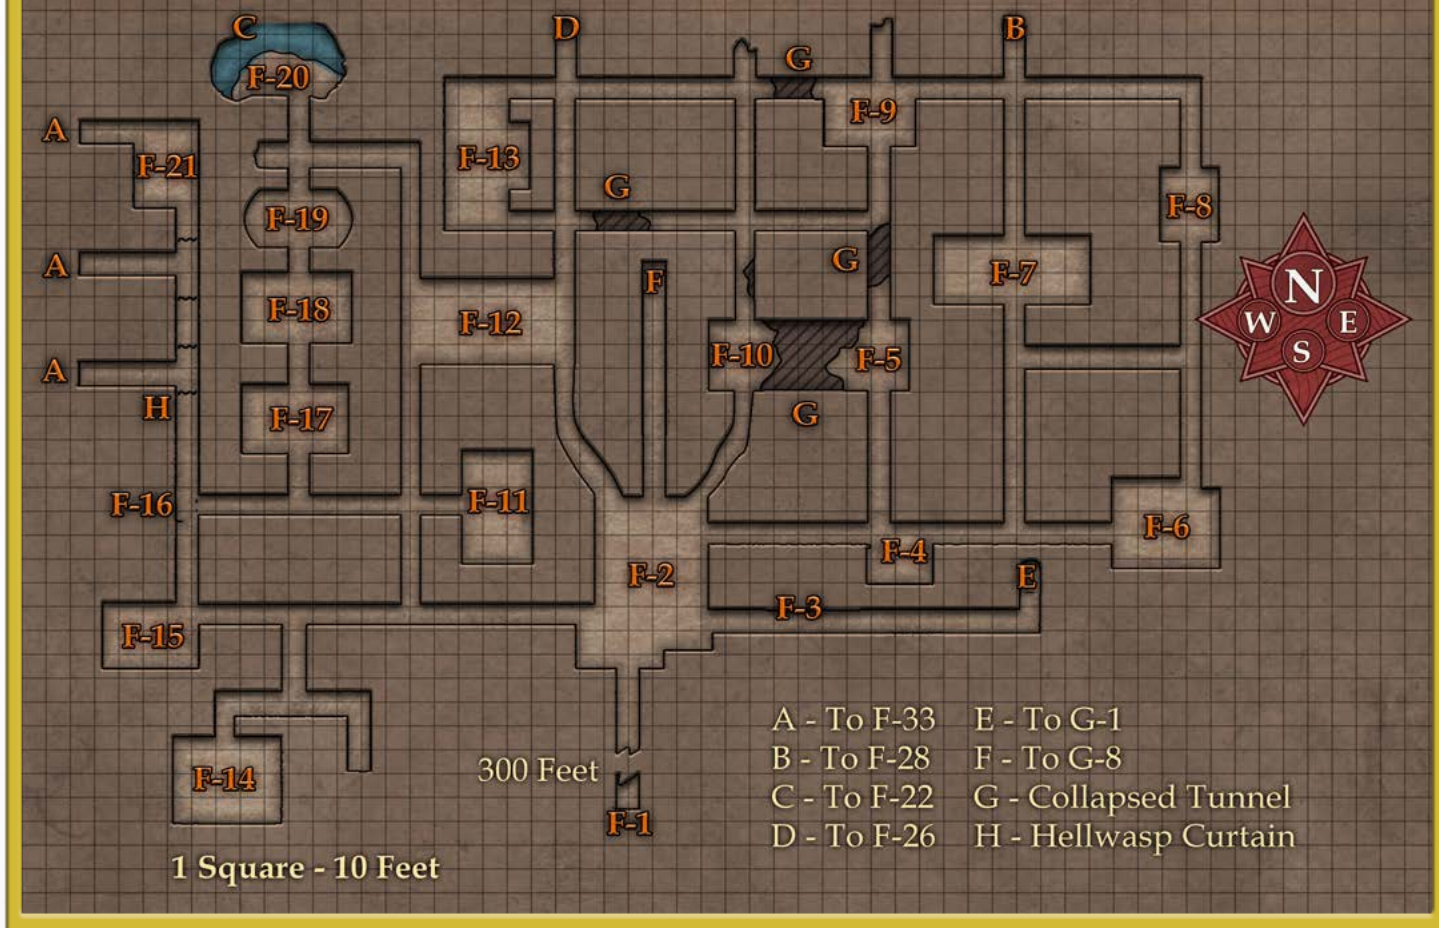 C
D
B
G
F-20
F-9
A
F-21
F-13
G
F-8
F-19
A
G
F
F-7
N
W
E
S
F-18
F-12
F-10
F-5
A
H
F-17
G
F-16
F-11
F-6
F-4
F-2
E
F-3
F-15
A - To F-33
E - To G-1
B - To F-28
F - To G-8
300 Feet
F-14
C - To F-22
G - Collapsed Tunnel
F-1
D - To F-26
H - Hellwasp Curtain
1 Square - 10 Feet